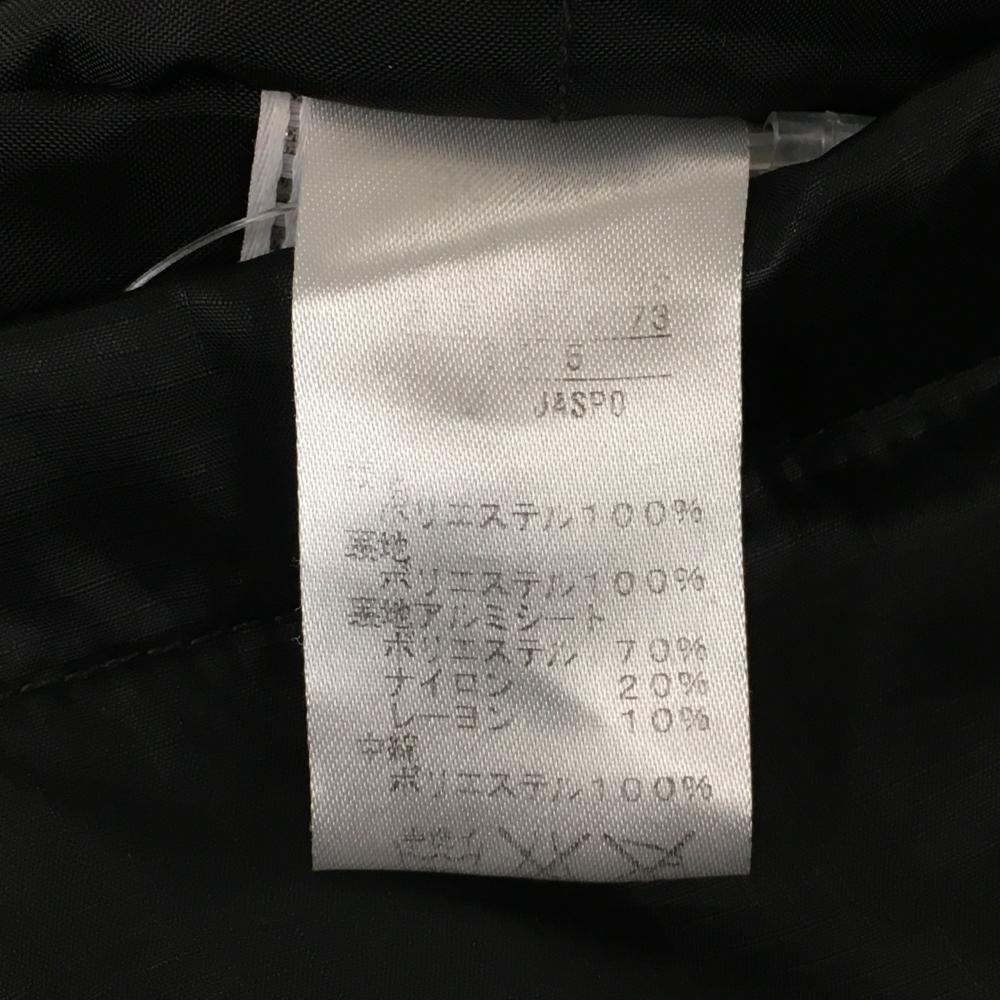 73
5
J4SP0
ポリエステル100%
裏地
ポリエステル100%
裏地アルミシート
ポリエステル 70%
ナイロン 20%
レーヨン 10%
中綿
ポリエステル100%